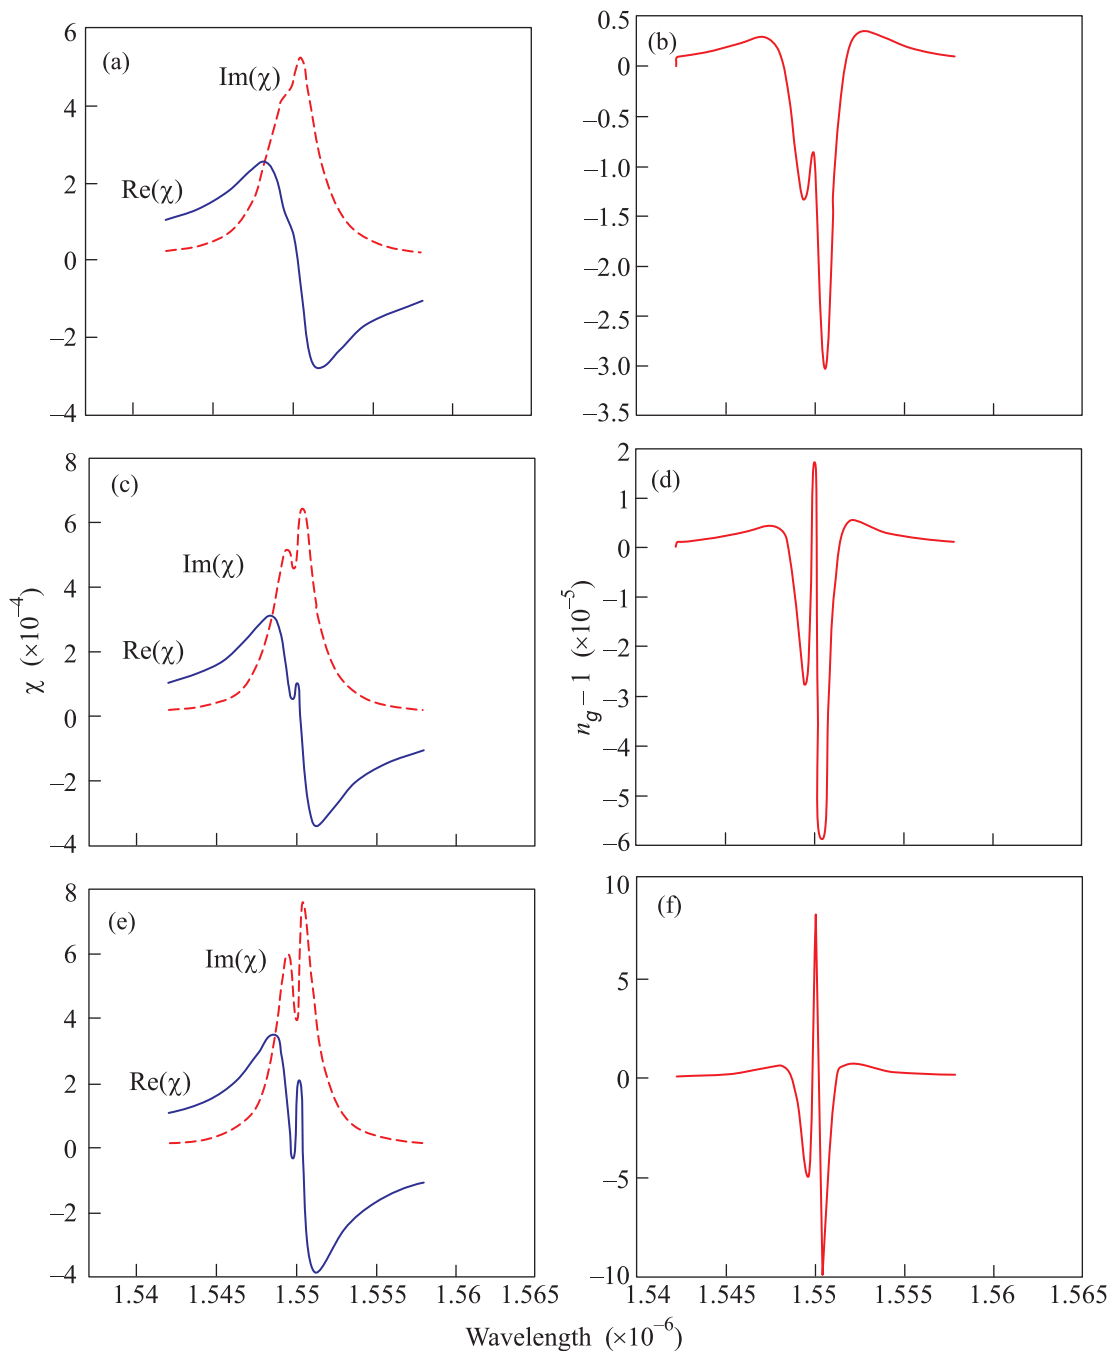 (a)
6
4
2
0
−2
−4
Im(χ)
Re(χ)
(b)
0.5
0
−0.5
−1.0
−1.5
−2.0
−2.5
−3.0
−3.5
(c)
8
6
4
2
0
−2
−4
Im(χ)
Re(χ)
χ (×10⁻⁴)
(d)
2
1
0
−1
−2
−3
−4
−5
−6
n_g − 1 (×10⁻⁵)
(e)
8
6
4
2
0
−2
−4
Im(χ)
Re(χ)
1.54 1.545 1.55 1.555 1.56 1.565
(f)
10
5
0
−5
−10
1.54 1.545 1.55 1.555 1.56 1.565
Wavelength (×10⁻⁶)